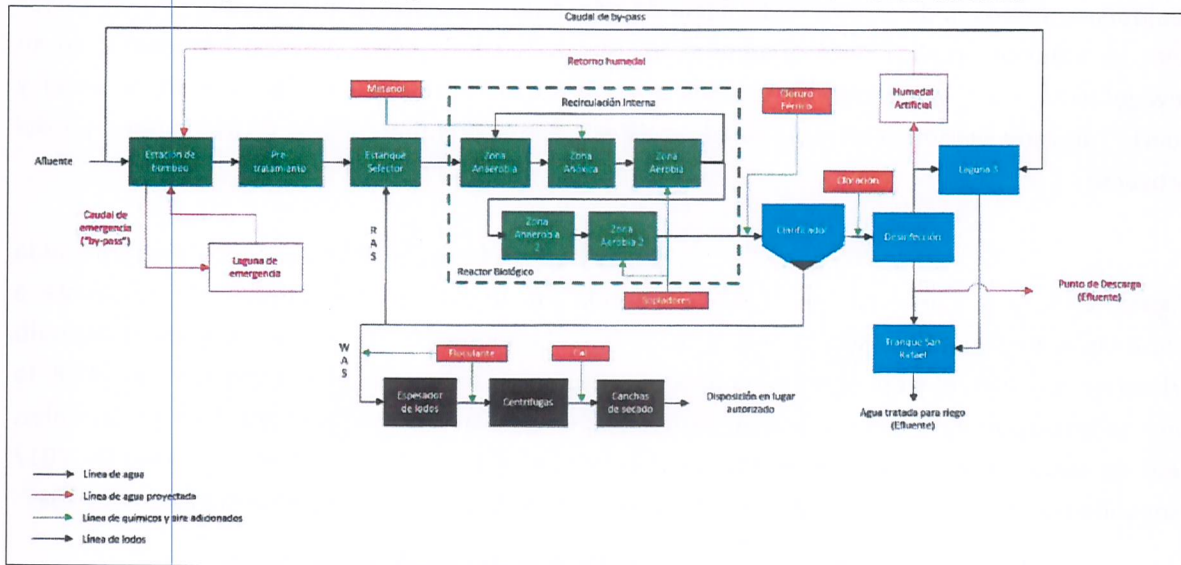 Caudal de by-pass
Retorno humedal
Metanol
Recirculación Interna
Cloruro
Férrico
Humedal
Artificial
Afluente
Estación de
bombeo
Pre-
tratamiento
Estanque
Selector
Zona
Anaerobia
Zona
Anóxica
Zona
Aerobia
Cloración
Laguna 3
Caudal de
emergencia
("by-pass")
R
A
S
Zona
Anaerobia
2
Zona
Aerobia 2
Clarificador
Desinfección
Laguna de
emergencia
Reactor Biológico
Sopladores
Punto de Descarga
(Efluente)
W
A
S
Floculante
Cal
Tranque San
Rafael
Espesador
de lodos
Centrífugas
Canchas
de secado
Disposición en lugar
autorizado
Agua tratada para riego
(Efluente)
Línea de agua
Línea de agua proyectada
Línea de químicos y aire adicionados
Línea de lodos